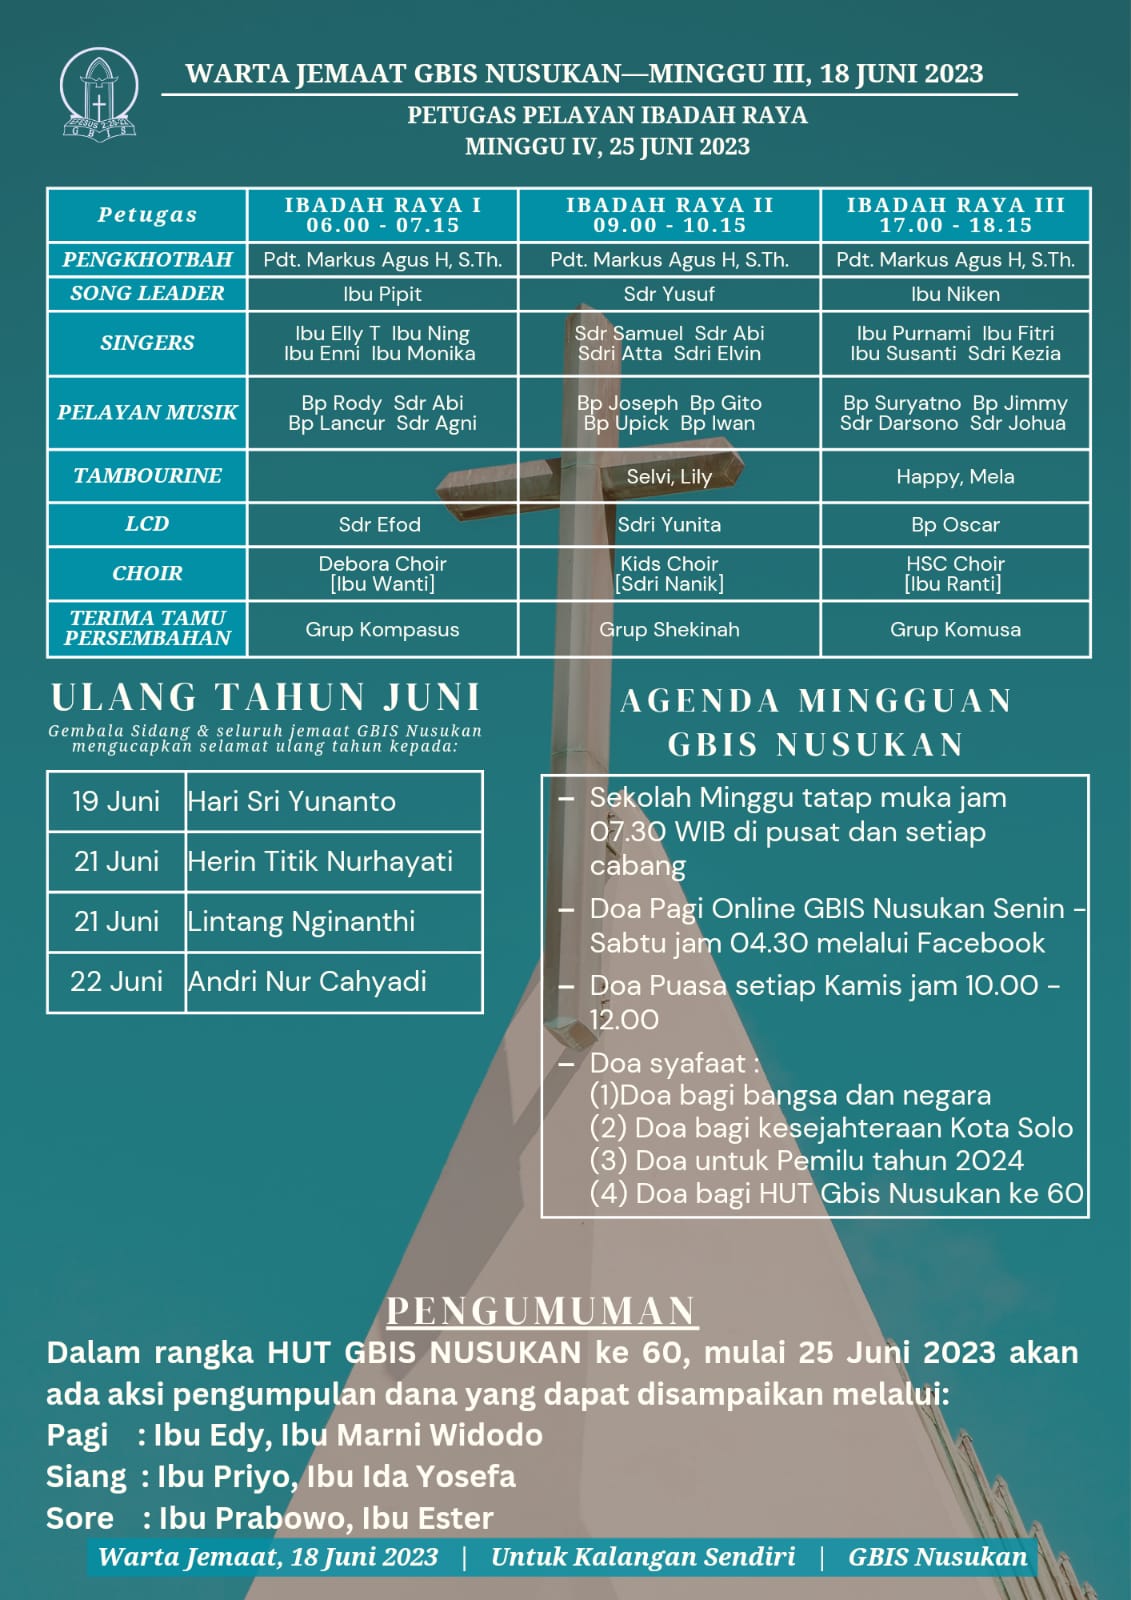 WARTA JEMAAT GBIS NUSUKAN—MINGGU III, 18 JUNI 2023
PETUGAS PELAYAN IBADAH RAYA
MINGGU IV, 25 JUNI 2023
GBIS
Petugas
IBADAH RAYA I
06.00 - 07.15
IBADAH RAYA II
09.00 - 10.15
IBADAH RAYA III
17.00 - 18.15
PENGKHOTBAH
Pdt. Markus Agus H, S.Th.
Pdt. Markus Agus H, S.Th.
Pdt. Markus Agus H, S.Th.
SONG LEADER
Ibu Pipit
Sdr Yusuf
Ibu Niken
SINGERS
Ibu Elly T  Ibu Ning
Ibu Enni  Ibu Monika
Sdr Samuel  Sdr Abi
Sdri Atta  Sdri Elvin
Ibu Purnami  Ibu Fitri
Ibu Susanti  Sdri Kezia
PELAYAN MUSIK
Bp Rody  Sdr Abi
Bp Lancur  Sdr Agni
Bp Joseph  Bp Gito
Bp Upick  Bp Iwan
Bp Suryatno  Bp Jimmy
Sdr Darsono  Sdr Johua
TAMBOURINE
Selvi, Lily
Happy, Mela
LCD
Sdr Efod
Sdri Yunita
Bp Oscar
CHOIR
Debora Choir
[Ibu Wanti]
Kids Choir
[Sdri Nanik]
HSC Choir
[Ibu Ranti]
TERIMA TAMU
PERSEMBAHAN
Grup Kompasus
Grup Shekinah
Grup Komusa
ULANG TAHUN JUNI
Gembala Sidang & seluruh jemaat GBIS Nusukan
mengucapkan selamat ulang tahun kepada:
19 Juni Hari Sri Yunanto
21 Juni Herin Titik Nurhayati
21 Juni Lintang Nginanthi
22 Juni Andri Nur Cahyadi
AGENDA MINGGUAN
GBIS NUSUKAN
– Sekolah Minggu tatap muka jam
07.30 WIB di pusat dan setiap
cabang
– Doa Pagi Online GBIS Nusukan Senin -
Sabtu jam 04.30 melalui Facebook
– Doa Puasa setiap Kamis jam 10.00 -
12.00
– Doa syafaat :
(1)Doa bagi bangsa dan negara
(2) Doa bagi kesejahteraan Kota Solo
(3) Doa untuk Pemilu tahun 2024
(4) Doa bagi HUT Gbis Nusukan ke 60
PENGUMUMAN
Dalam rangka HUT GBIS NUSUKAN ke 60, mulai 25 Juni 2023 akan
ada aksi pengumpulan dana yang dapat disampaikan melalui:
Pagi : Ibu Edy, Ibu Marni Widodo
Siang : Ibu Priyo, Ibu Ida Yosefa
Sore : Ibu Prabowo, Ibu Ester
Warta Jemaat, 18 Juni 2023 | Untuk Kalangan Sendiri | GBIS Nusukan